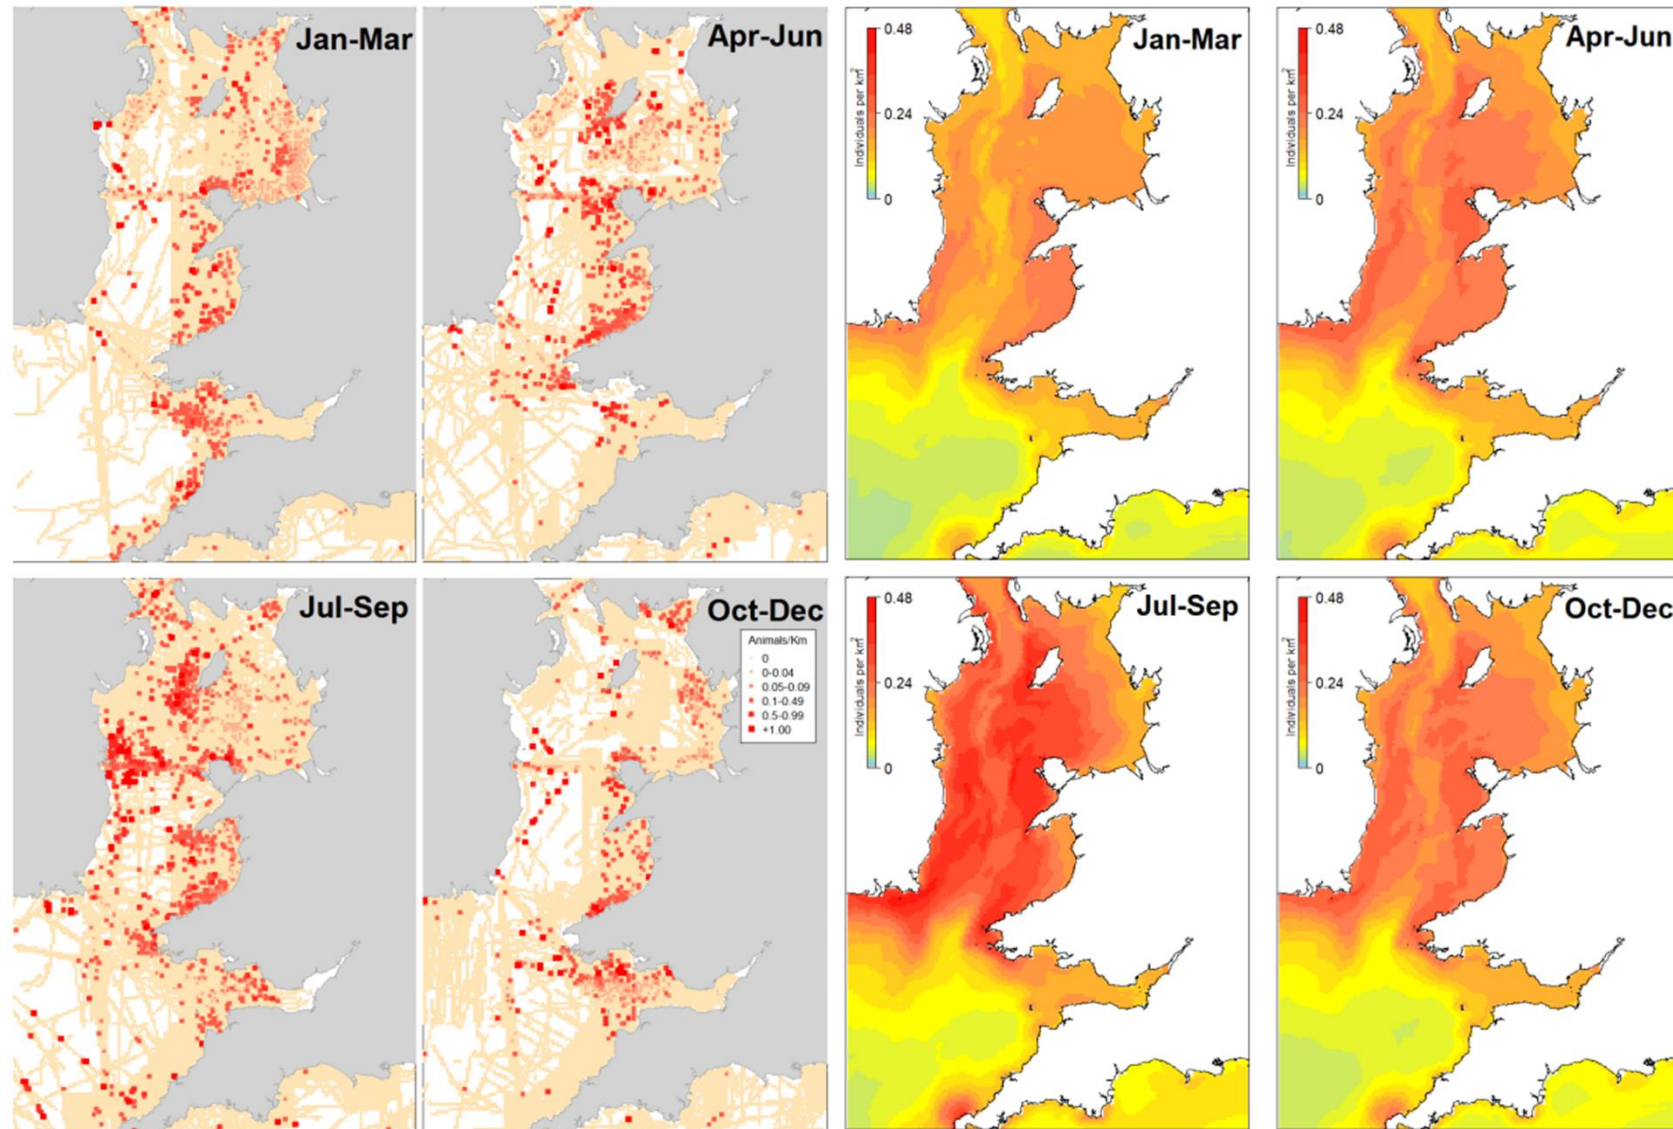 Jan-Mar
Apr-Jun
0.48
0.24
0
Individuals per km²
Jan-Mar
0.48
0.24
0
Individuals per km²
Apr-Jun
Jul-Sep
Oct-Dec
Animals/Km
0
0-0.04
0.05-0.09
0.1-0.49
0.5-0.99
+1.00
0.48
0.24
0
Individuals per km²
Jul-Sep
0.48
0.24
0
Individuals per km²
Oct-Dec